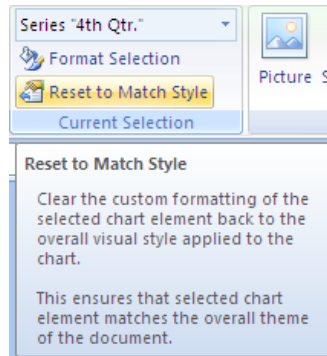 Series "4th Qtr."
Format Selection
Picture
Reset to Match Style
Current Selection
Reset to Match Style
Clear the custom formatting of the
selected chart element back to the
overall visual style applied to the
chart.
This ensures that selected chart
element matches the overall theme
of the document.